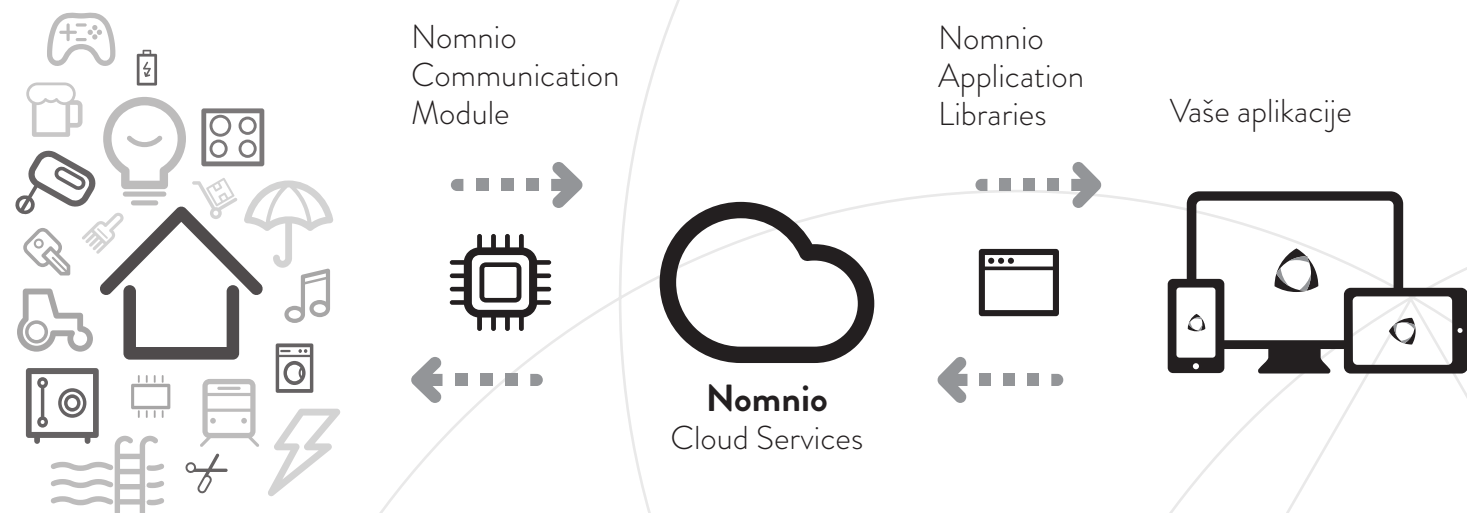 Nomnio
Communication
Module
Nomnio
Application
Libraries
Vaše aplikacije
Nomnio
Cloud Services